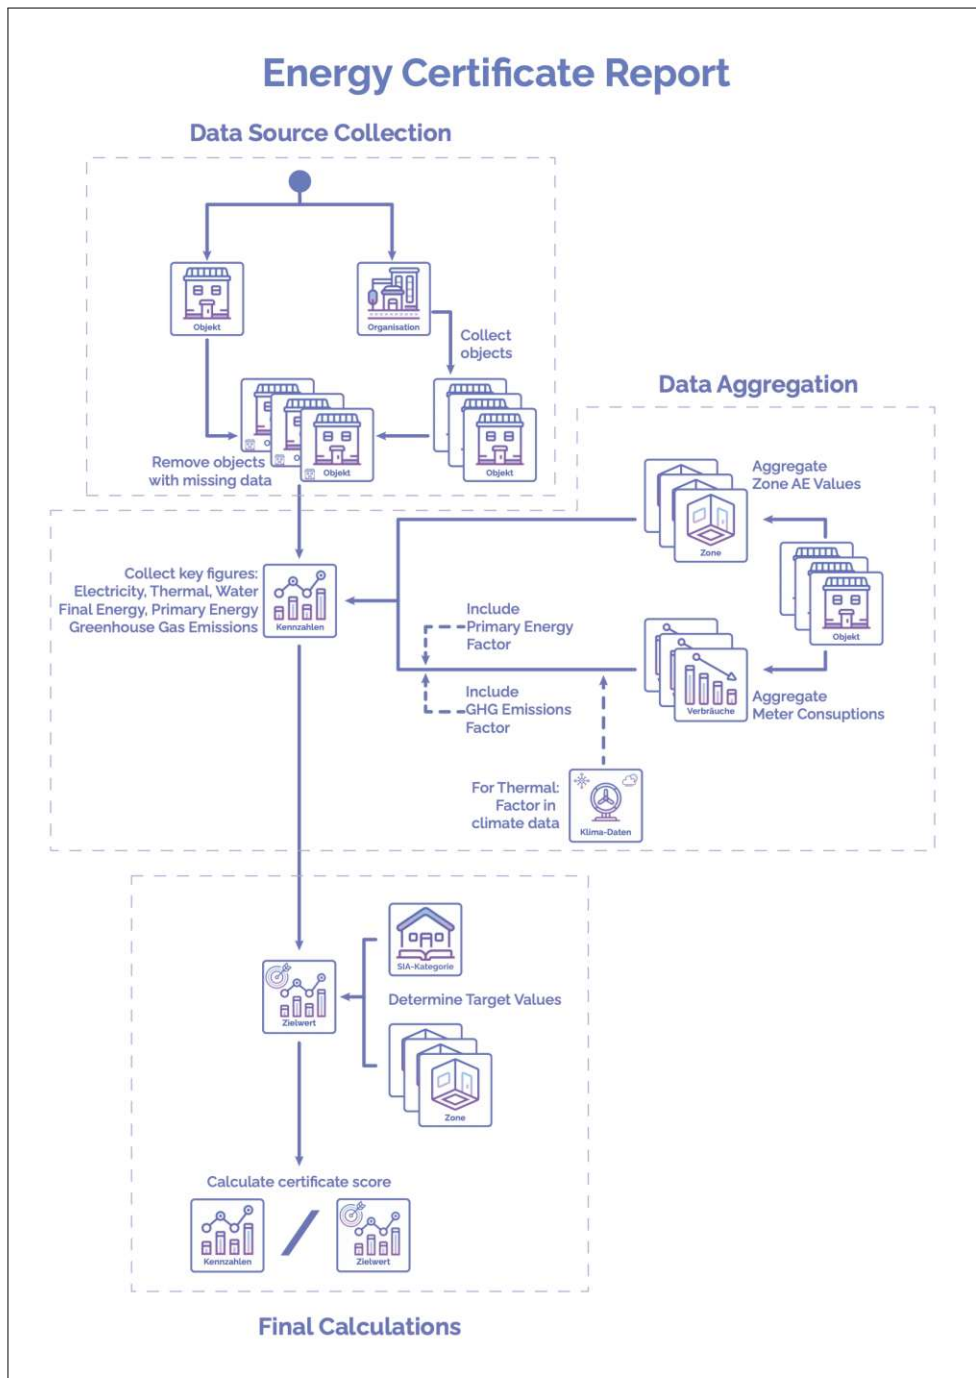 Energy Certificate Report
Data Source Collection
Objekt
Organisation
Collect
objects
Objekt
Objekt
Remove objects
with missing data
Data Aggregation
Aggregate
Zone AE Values
Zone
Objekt
Collect key figures:
Electricity, Thermal, Water
Final Energy, Primary Energy
Greenhouse Gas Emissions
Kennzahlen
Include
Primary Energy
Factor
Include
GHG Emissions
Factor
Verbräuche
Aggregate
Meter Consuptions
For Thermal:
Factor in
climate data
Klima-Daten
SIA-Kategorie
Zielwert
Determine Target Values
Zone
Calculate certificate score
Kennzahlen
Zielwert
Final Calculations